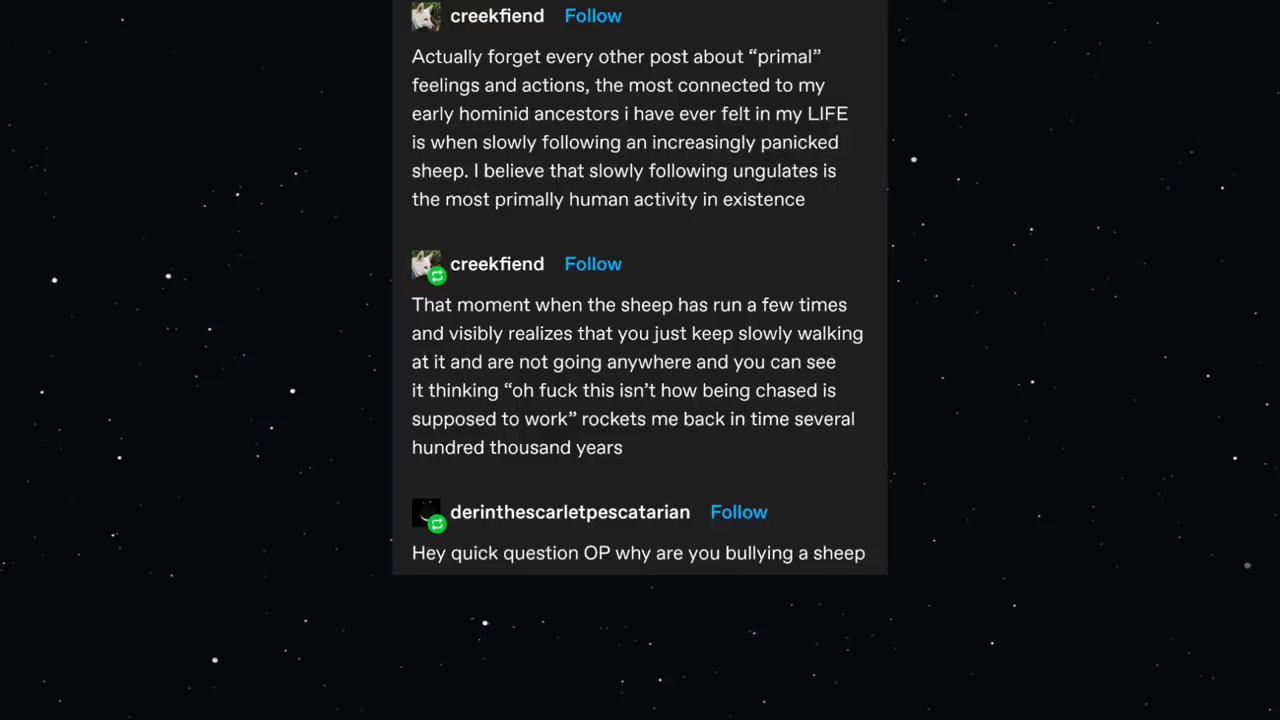 creekfiend Follow
Actually forget every other post about “primal”
feelings and actions, the most connected to my
early hominid ancestors i have ever felt in my LIFE
is when slowly following an increasingly panicked
sheep. I believe that slowly following ungulates is
the most primally human activity in existence
creekfiend Follow
That moment when the sheep has run a few times
and visibly realizes that you just keep slowly walking
at it and are not going anywhere and you can see
it thinking “oh fuck this isn’t how being chased is
supposed to work” rockets me back in time several
hundred thousand years
derinthescarletpescatarian Follow
Hey quick question OP why are you bullying a sheep